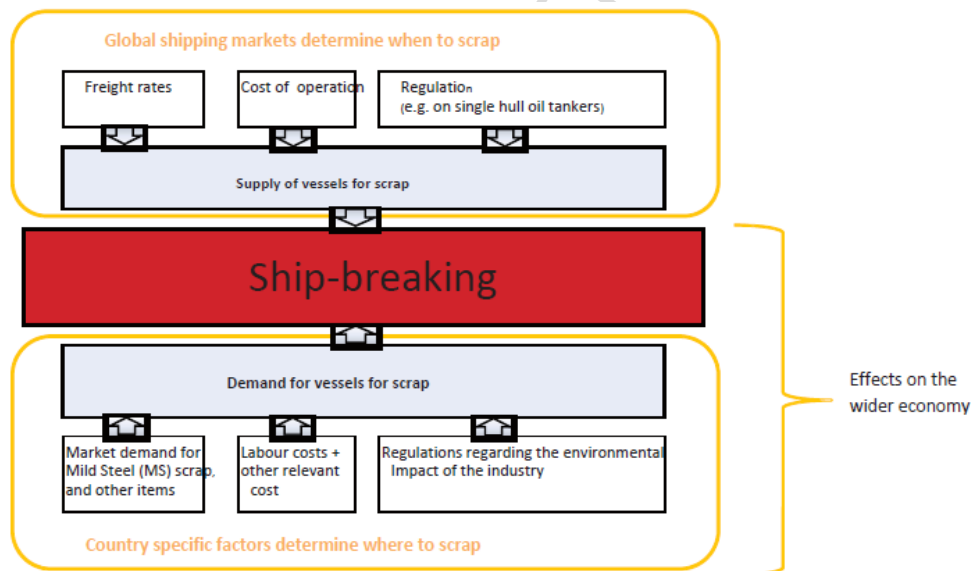 Global shipping markets determine when to scrap
Freight rates
Cost of operation
Regulation
(e.g. on single hull oil tankers)
Supply of vessels for scrap
Ship-breaking
Demand for vessels for scrap
Market demand for
Mild Steel (MS) scrap,
and other items
Labour costs +
other relevant
cost
Regulations regarding the environmental
Impact of the industry
Country specific factors determine where to scrap
Effects on the
wider economy